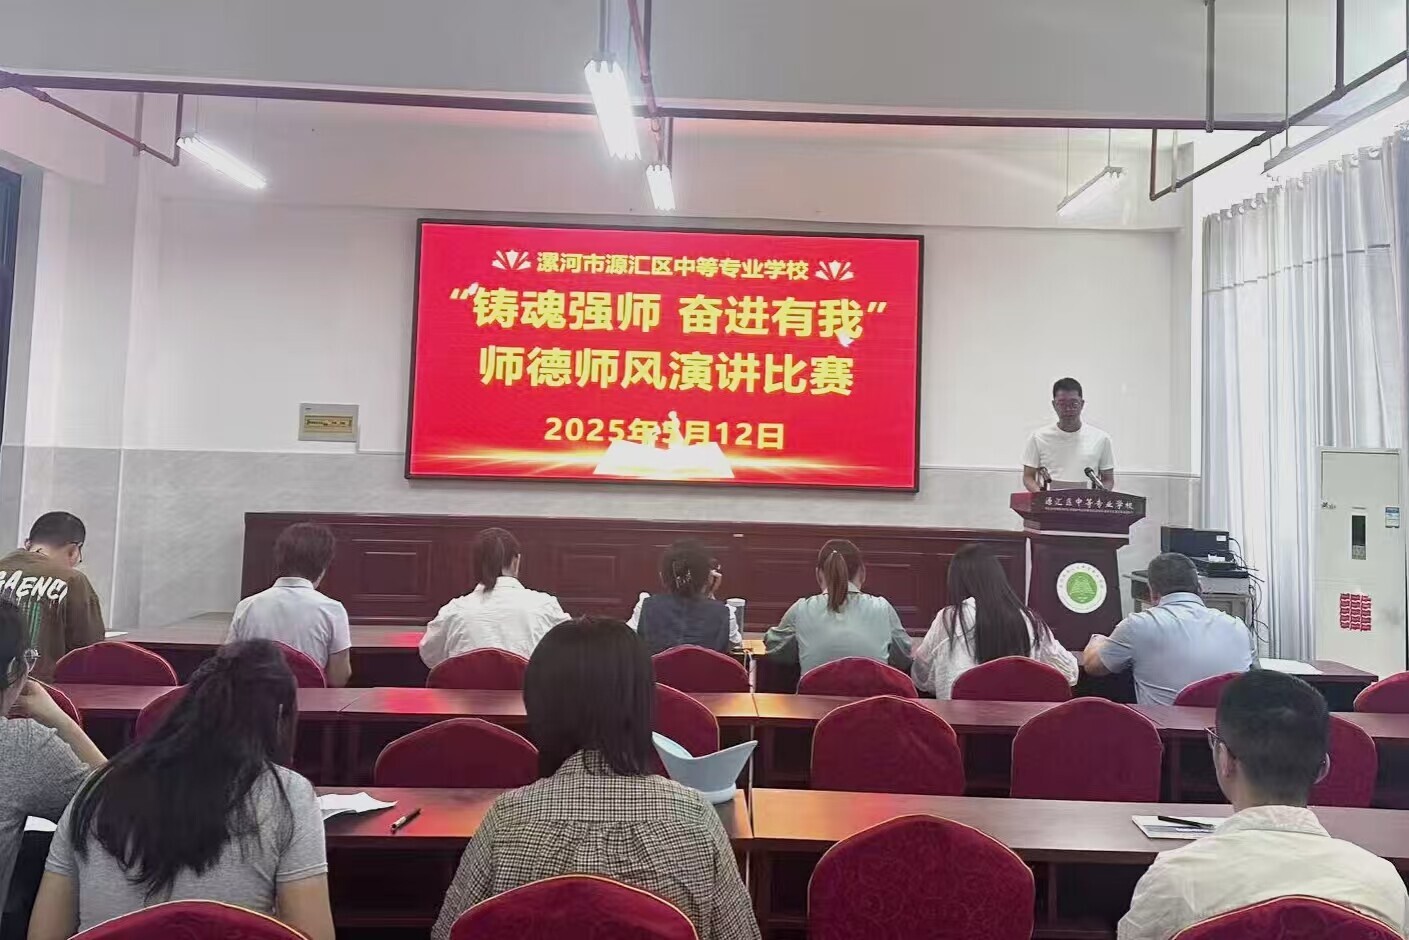 漯河市源汇区中等专业学校
“铸魂强师 奋进有我”
师德师风演讲比赛
2025年5月12日
源汇区中等专业学校